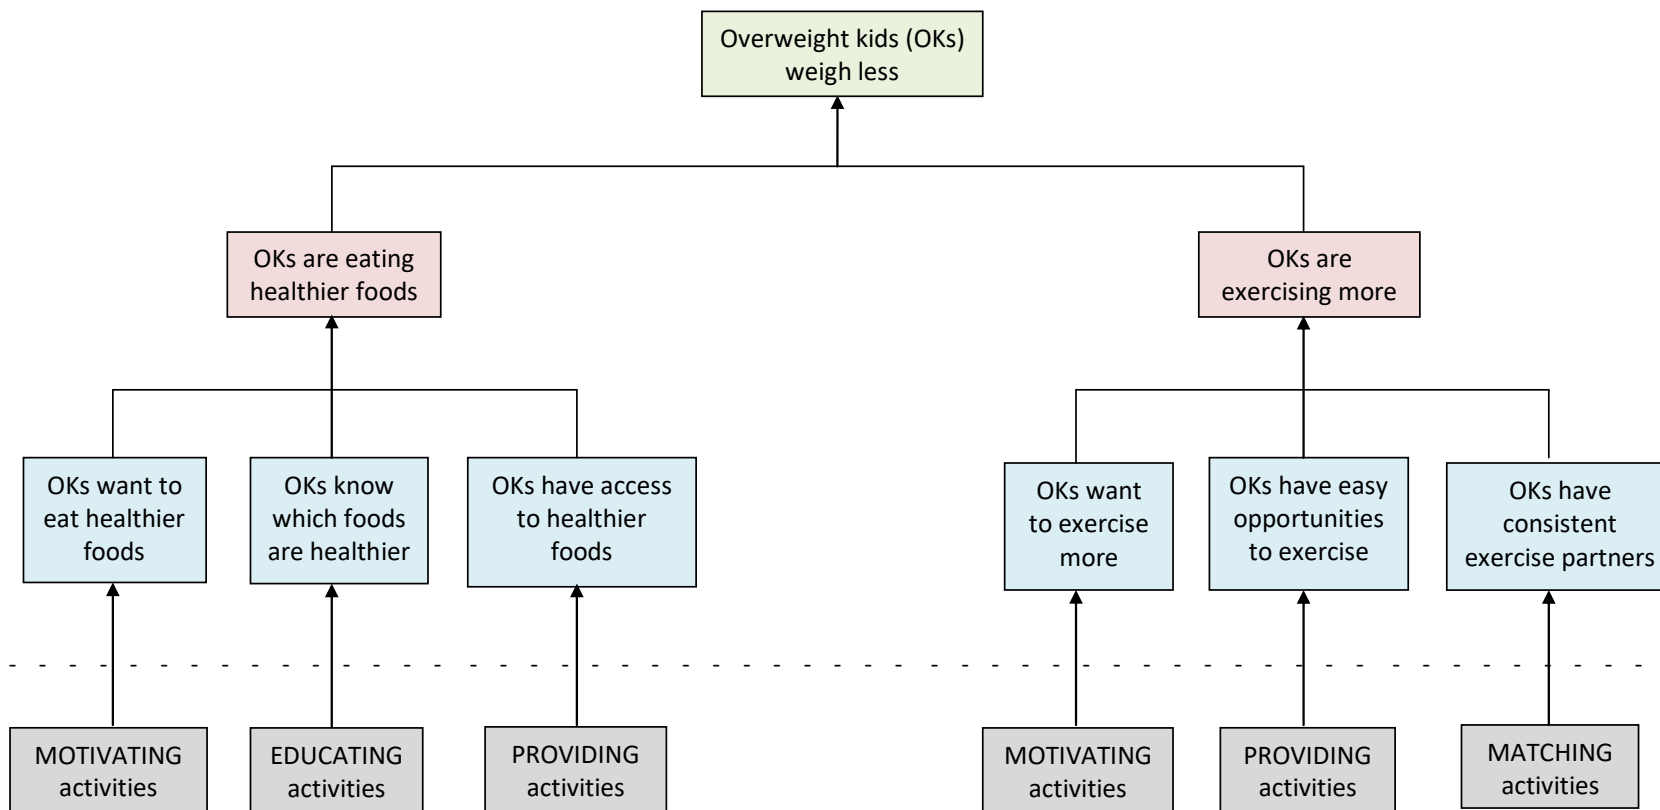 Overweight kids (OKs)
weigh less
OKs are eating
healthier foods
OKs are
exercising more
OKs want to
eat healthier
foods
OKs know
which foods
are healthier
OKs have access
to healthier
foods
OKs want
to exercise
more
OKs have easy
opportunities
to exercise
OKs have
consistent
exercise partners
MOTIVATING
activities
EDUCATING
activities
PROVIDING
activities
MOTIVATING
activities
PROVIDING
activities
MATCHING
activities